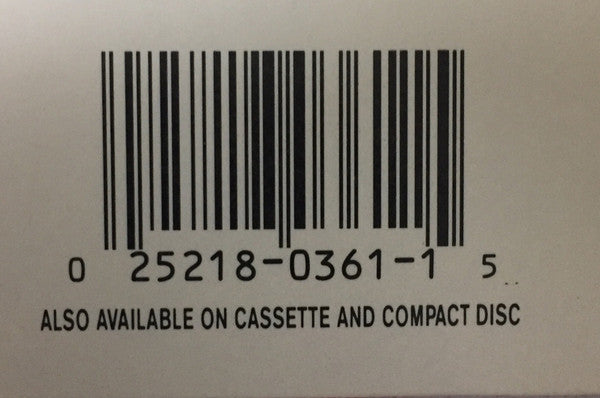 0 25218-0361-1 5
ALSO AVAILABLE ON CASSETTE AND COMPACT DISC